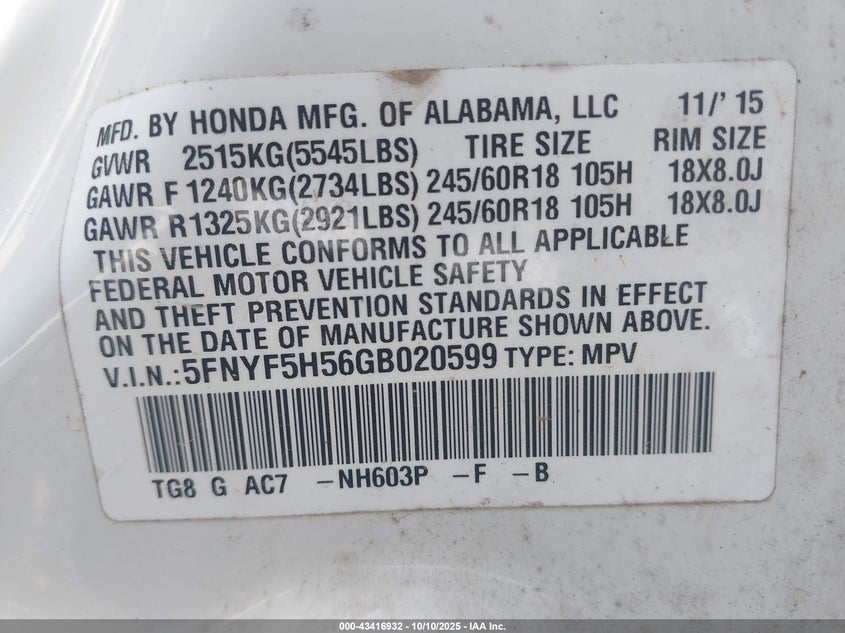 MFD. BY HONDA MFG. OF ALABAMA, LLC 11/' 15
GVWR 2515KG(5545LBS) TIRE SIZE RIM SIZE
GAWR F 1240KG(2734LBS) 245/60R18 105H 18X8.0J
GAWR R1325KG(2921LBS) 245/60R18 105H 18X8.0J
THIS VEHICLE CONFORMS TO ALL APPLICABLE
FEDERAL MOTOR VEHICLE SAFETY
AND THEFT PREVENTION STANDARDS IN EFFECT
ON THE DATE OF MANUFACTURE SHOWN ABOVE.
V.I.N.:5FNYF5H56GB020599 TYPE: MPV
TG8 G AC7 -NH603P -F -B
000-43416932 - 10/10/2025 - IAA Inc.